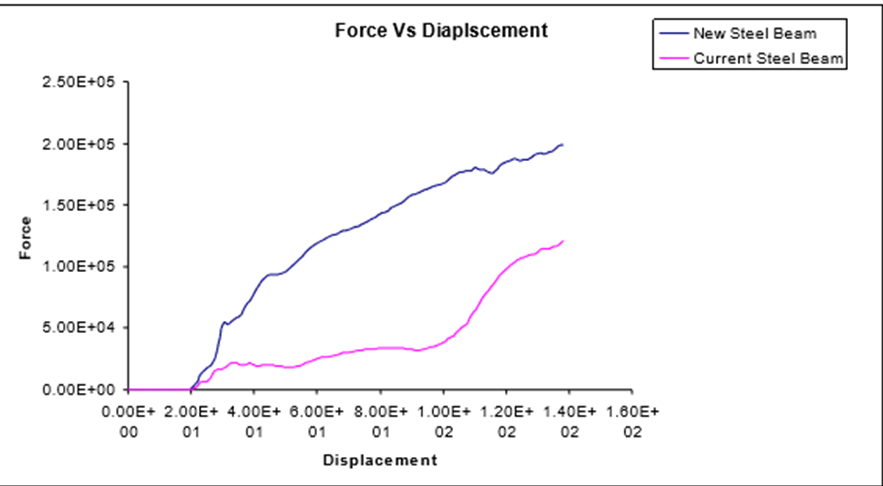 Force Vs Diaplscement
New Steel Beam
Current Steel Beam
2.50E+05
2.00E+05
1.50E+05
1.00E+05
5.00E+04
0.00E+00
Force
0.00E+ 2.00E+ 4.00E+ 6.00E+ 8.00E+ 1.00E+ 1.20E+ 1.40E+ 1.60E+
00 01 01 01 01 02 02 02 02
Displacement